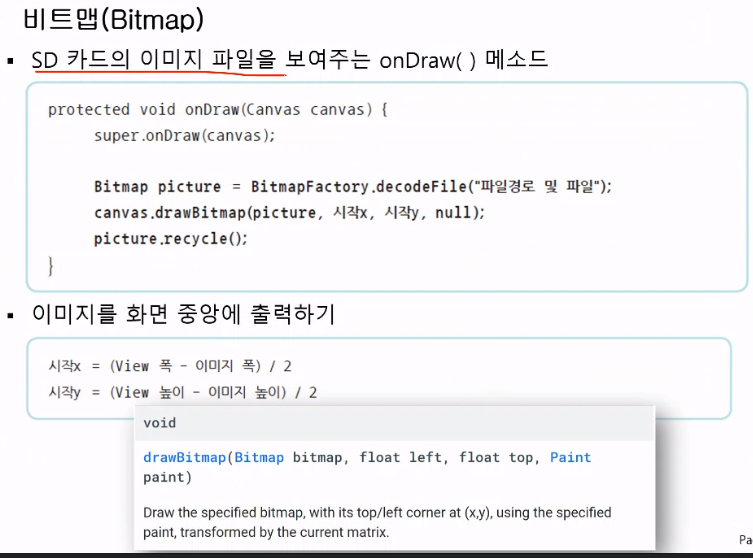 비트맵(Bitmap)
▪ SD 카드의 이미지 파일을 보여주는 onDraw( ) 메소드
protected void onDraw(Canvas canvas) {
super.onDraw(canvas);
Bitmap picture = BitmapFactory.decodeFile("파일경로 및 파일");
canvas.drawBitmap(picture, 시작x, 시작y, null);
picture.recycle();
}
▪ 이미지를 화면 중앙에 출력하기
시작x = (View 폭 - 이미지 폭) / 2
시작y = (View 높이 - 이미지 높이) / 2
void
drawBitmap(Bitmap bitmap, float left, float top, Paint
paint)
Draw the specified bitmap, with its top/left corner at (x,y), using the specified
paint, transformed by the current matrix.
Pa